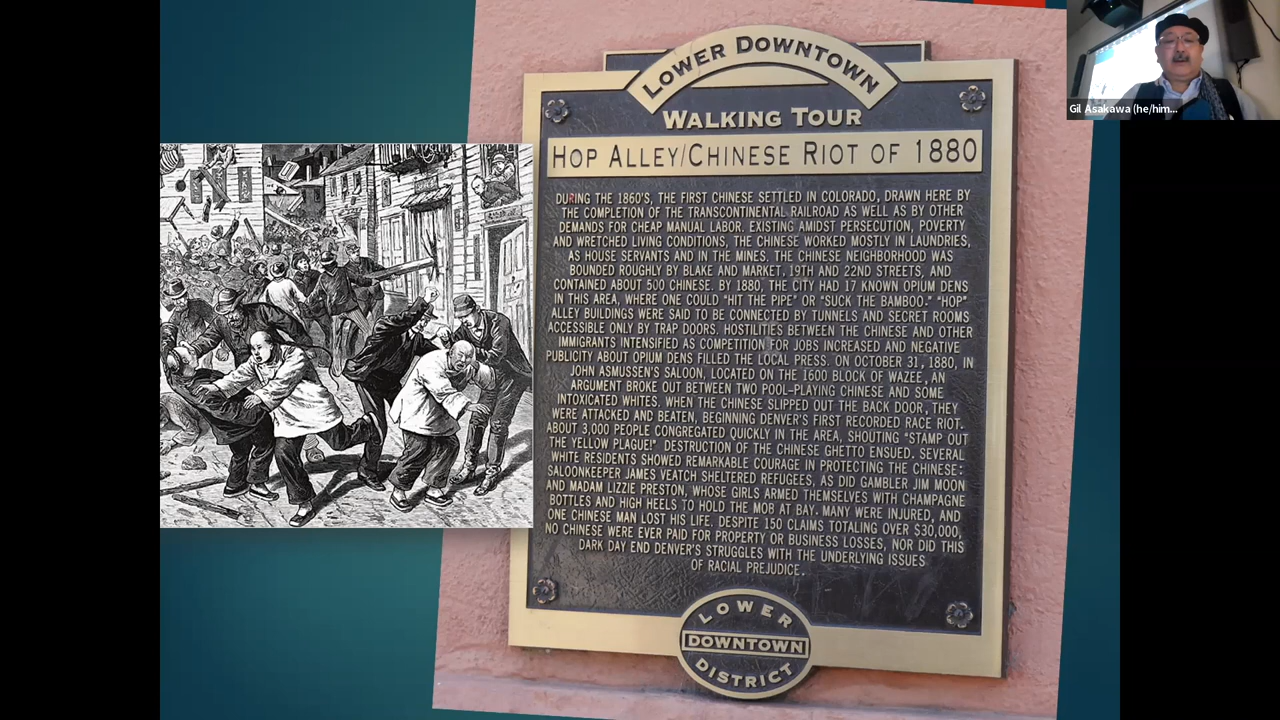 LOWER DOWNTOWN
WALKING TOUR
HOP ALLEY/CHINESE RIOT OF 1880
DURING THE 1860'S, THE FIRST CHINESE SETTLED IN COLORADO, DRAWN HERE BY
THE COMPLETION OF THE TRANSCONTINENTAL RAILROAD AS WELL AS BY OTHER
DEMANDS FOR CHEAP MANUAL LABOR. EXISTING AMIDST PERSECUTION, POVERTY
AND WRETCHED LIVING CONDITIONS, THE CHINESE WORKED MOSTLY IN LAUNDRIES,
AS HOUSE SERVANTS AND IN THE MINES. THE CHINESE NEIGHBORHOOD WAS
BOUNDED ROUGHLY BY BLAKE AND MARKET, 19TH AND 22ND STREETS, AND
CONTAINED ABOUT 500 CHINESE. BY 1880, THE CITY HAD 17 KNOWN OPIUM DENS
IN THIS AREA, WHERE ONE COULD "HIT THE PIPE" OR "SUCK THE BAMBOO." "HOP"
ALLEY BUILDINGS WERE SAID TO BE CONNECTED BY TUNNELS AND SECRET ROOMS
ACCESSIBLE ONLY BY TRAP DOORS. HOSTILITIES BETWEEN THE CHINESE AND OTHER
IMMIGRANTS INTENSIFIED AS COMPETITION FOR JOBS INCREASED AND NEGATIVE
PUBLICITY ABOUT OPIUM DENS FILLED THE LOCAL PRESS. ON OCTOBER 31, 1880, IN
JOHN ASMUSSEN'S SALOON, LOCATED ON THE 1600 BLOCK OF WAZEE, AN
ARGUMENT BROKE OUT BETWEEN TWO POOL-PLAYING CHINESE AND SOME
INTOXICATED WHITES. WHEN THE CHINESE SLIPPED OUT THE BACK DOOR, THEY
WERE ATTACKED AND BEATEN, BEGINNING DENVER'S FIRST RECORDED RACE RIOT.
ABOUT 3,000 PEOPLE CONGREGATED QUICKLY IN THE AREA, SHOUTING "STAMP OUT
THE YELLOW PLAGUE!" DESTRUCTION OF THE CHINESE GHETTO ENSUED. SEVERAL
WHITE RESIDENTS SHOWED REMARKABLE COURAGE IN PROTECTING THE CHINESE:
SALOONKEEPER JAMES VEATCH SHELTERED REFUGEES, AS DID GAMBLER JIM MOON
AND MADAM LIZZIE PRESTON, WHOSE GIRLS ARMED THEMSELVES WITH CHAMPAGNE
BOTTLES AND HIGH HEELS TO HOLD THE MOB AT BAY. MANY WERE INJURED, AND
ONE CHINESE MAN LOST HIS LIFE. DESPITE 150 CLAIMS TOTALING OVER $30,000,
NO CHINESE WERE EVER PAID FOR PROPERTY OR BUSINESS LOSSES, NOR DID THIS
DARK DAY END DENVER'S STRUGGLES WITH THE UNDERLYING ISSUES
OF RACIAL PREJUDICE.
LOWER
DOWNTOWN
DISTRICT
Gil Asakawa (he/him...